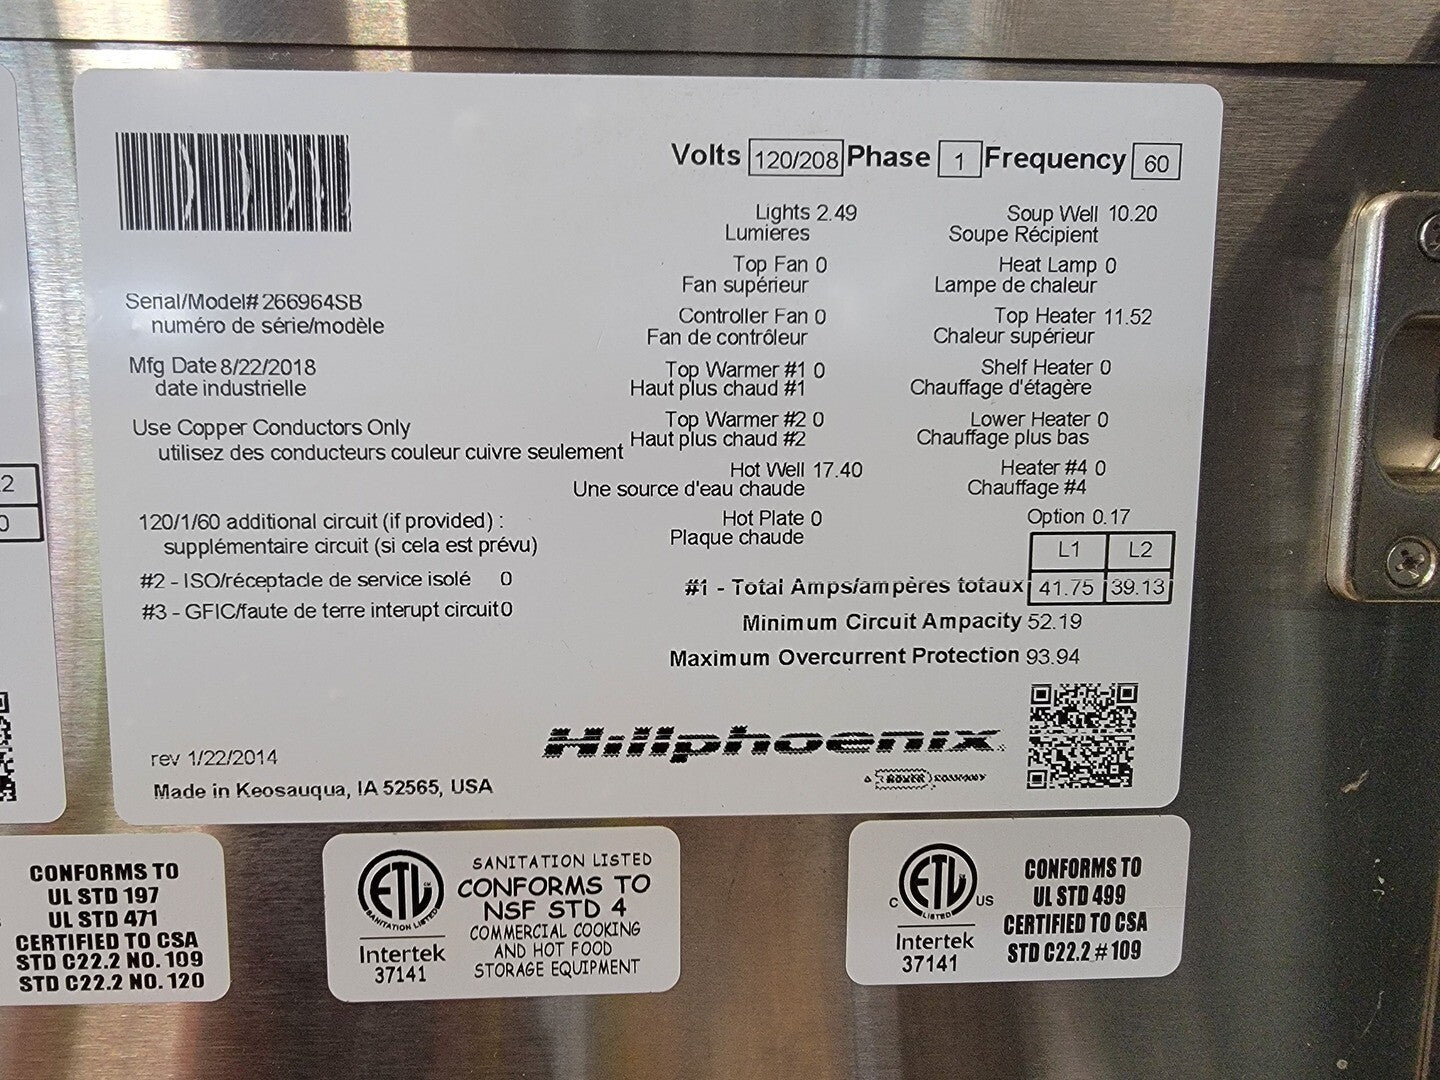 Volts 120/208 Phase 1 Frequency 60
Serial/Model# 266964SB
numéro de série/modèle
Mfg Date 8/22/2018
date industrielle
Use Copper Conductors Only
utilisez des conducteurs couleur cuivre seulement
120/1/60 additional circuit (if provided) :
supplémentaire circuit (si cela est prévu)
#2 - ISO/réceptacle de service isolé 0
#3 - GFIC/faute de terre interupt circuit 0
Lights 2.49
Lumieres
Top Fan 0
Fan supérieur
Controller Fan 0
Fan de contrôleur
Top Warmer #1 0
Haut plus chaud #1
Top Warmer #2 0
Haut plus chaud #2
Hot Well 17.40
Une source d'eau chaude
Hot Plate 0
Plaque chaude
Soup Well 10.20
Soupe Récipient
Heat Lamp 0
Lampe de chaleur
Top Heater 11.52
Chaleur supérieur
Shelf Heater 0
Chauffage d'étagère
Lower Heater 0
Chauffage plus bas
Heater #4 0
Chauffage #4
Option 0.17
L1 L2
#1 - Total Amps/ampères totaux 41.75 39.13
Minimum Circuit Ampacity 52.19
Maximum Overcurrent Protection 93.94
Hillphoenix
A DOVER COMPANY
rev 1/22/2014
Made in Keosauqua, IA 52565, USA
2
0
CONFORMS TO
UL STD 197
UL STD 471
CERTIFIED TO CSA
STD C22.2 NO. 109
STD C22.2 NO. 120
ETL
SANITATION LISTED
Intertek
37141
SANITATION LISTED
CONFORMS TO
NSF STD 4
COMMERCIAL COOKING
AND HOT FOOD
STORAGE EQUIPMENT
C ETL US
LISTED
Intertek
37141
CONFORMS TO
UL STD 499
CERTIFIED TO CSA
STD C22.2 # 109